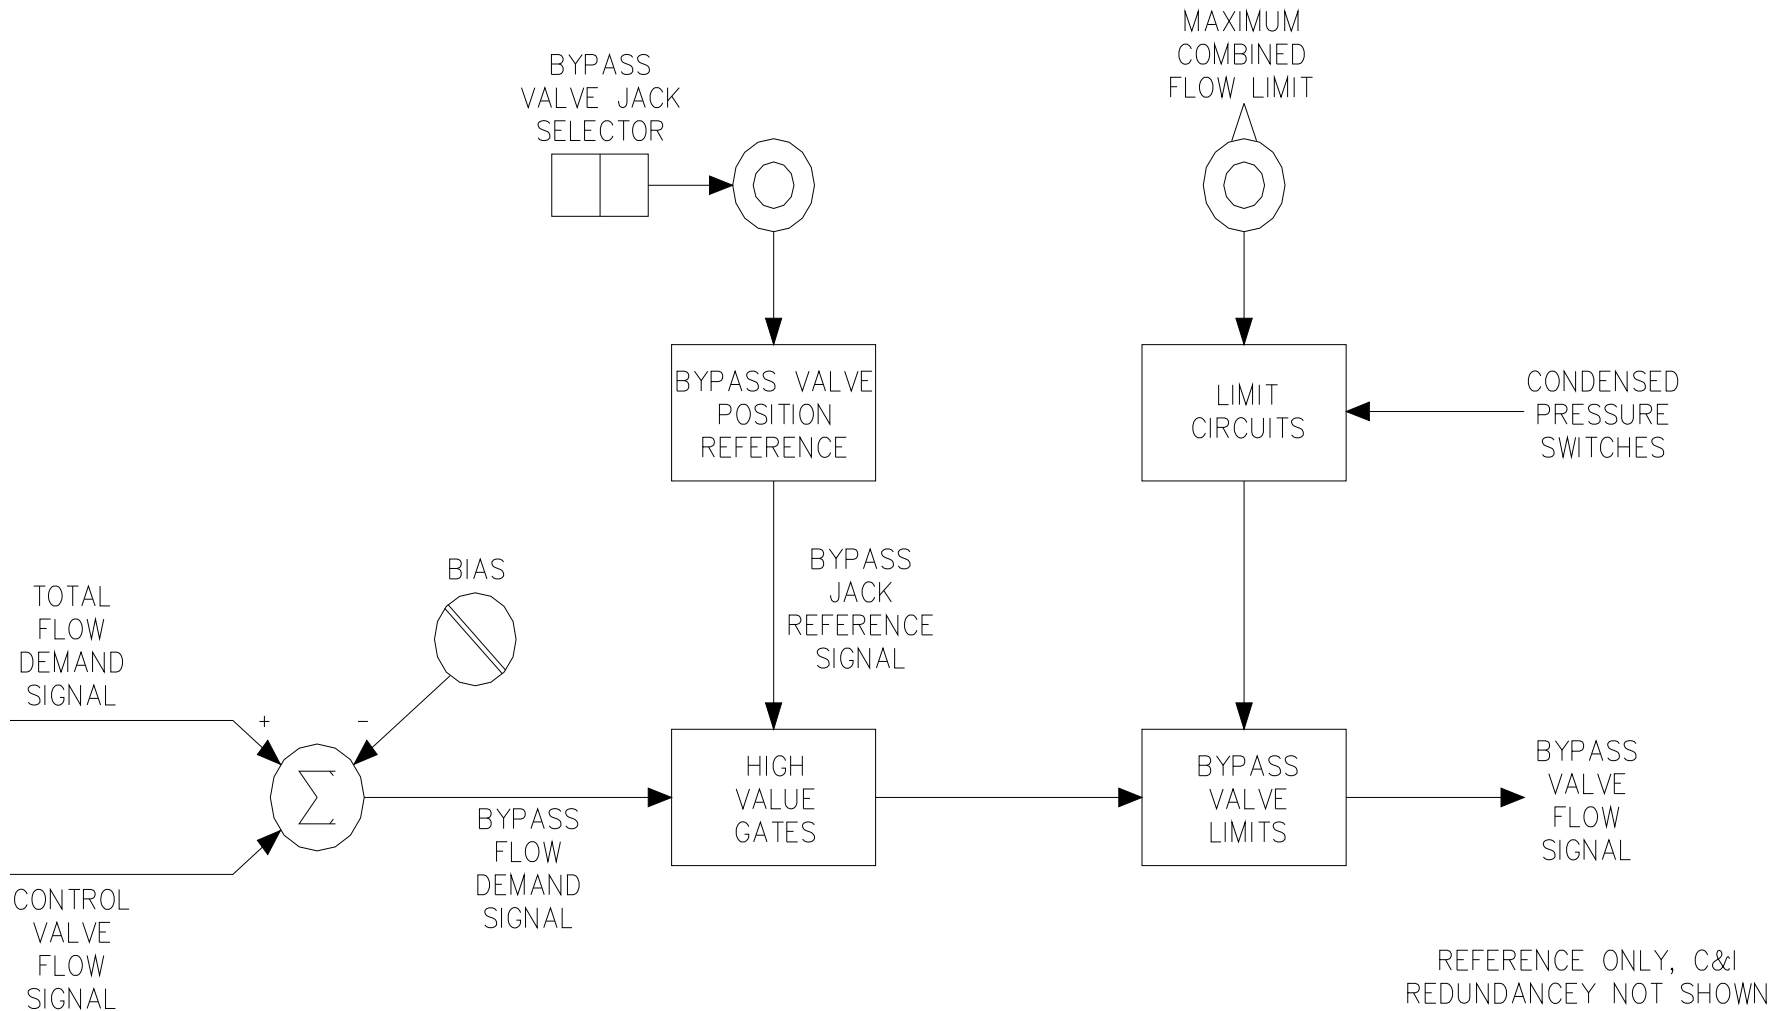 MAXIMUM
COMBINED
FLOW LIMIT
BYPASS
VALVE JACK
SELECTOR
BYPASS VALVE
POSITION
REFERENCE
LIMIT
CIRCUITS
CONDENSED
PRESSURE
SWITCHES
BYPASS
JACK
REFERENCE
SIGNAL
BIAS
TOTAL
FLOW
DEMAND
SIGNAL
+
-
Σ
HIGH
VALUE
GATES
BYPASS
VALVE
LIMITS
BYPASS
VALVE
FLOW
SIGNAL
BYPASS
FLOW
DEMAND
SIGNAL
CONTROL
VALVE
FLOW
SIGNAL
REFERENCE ONLY, C&I
REDUNDANCEY NOT SHOWN